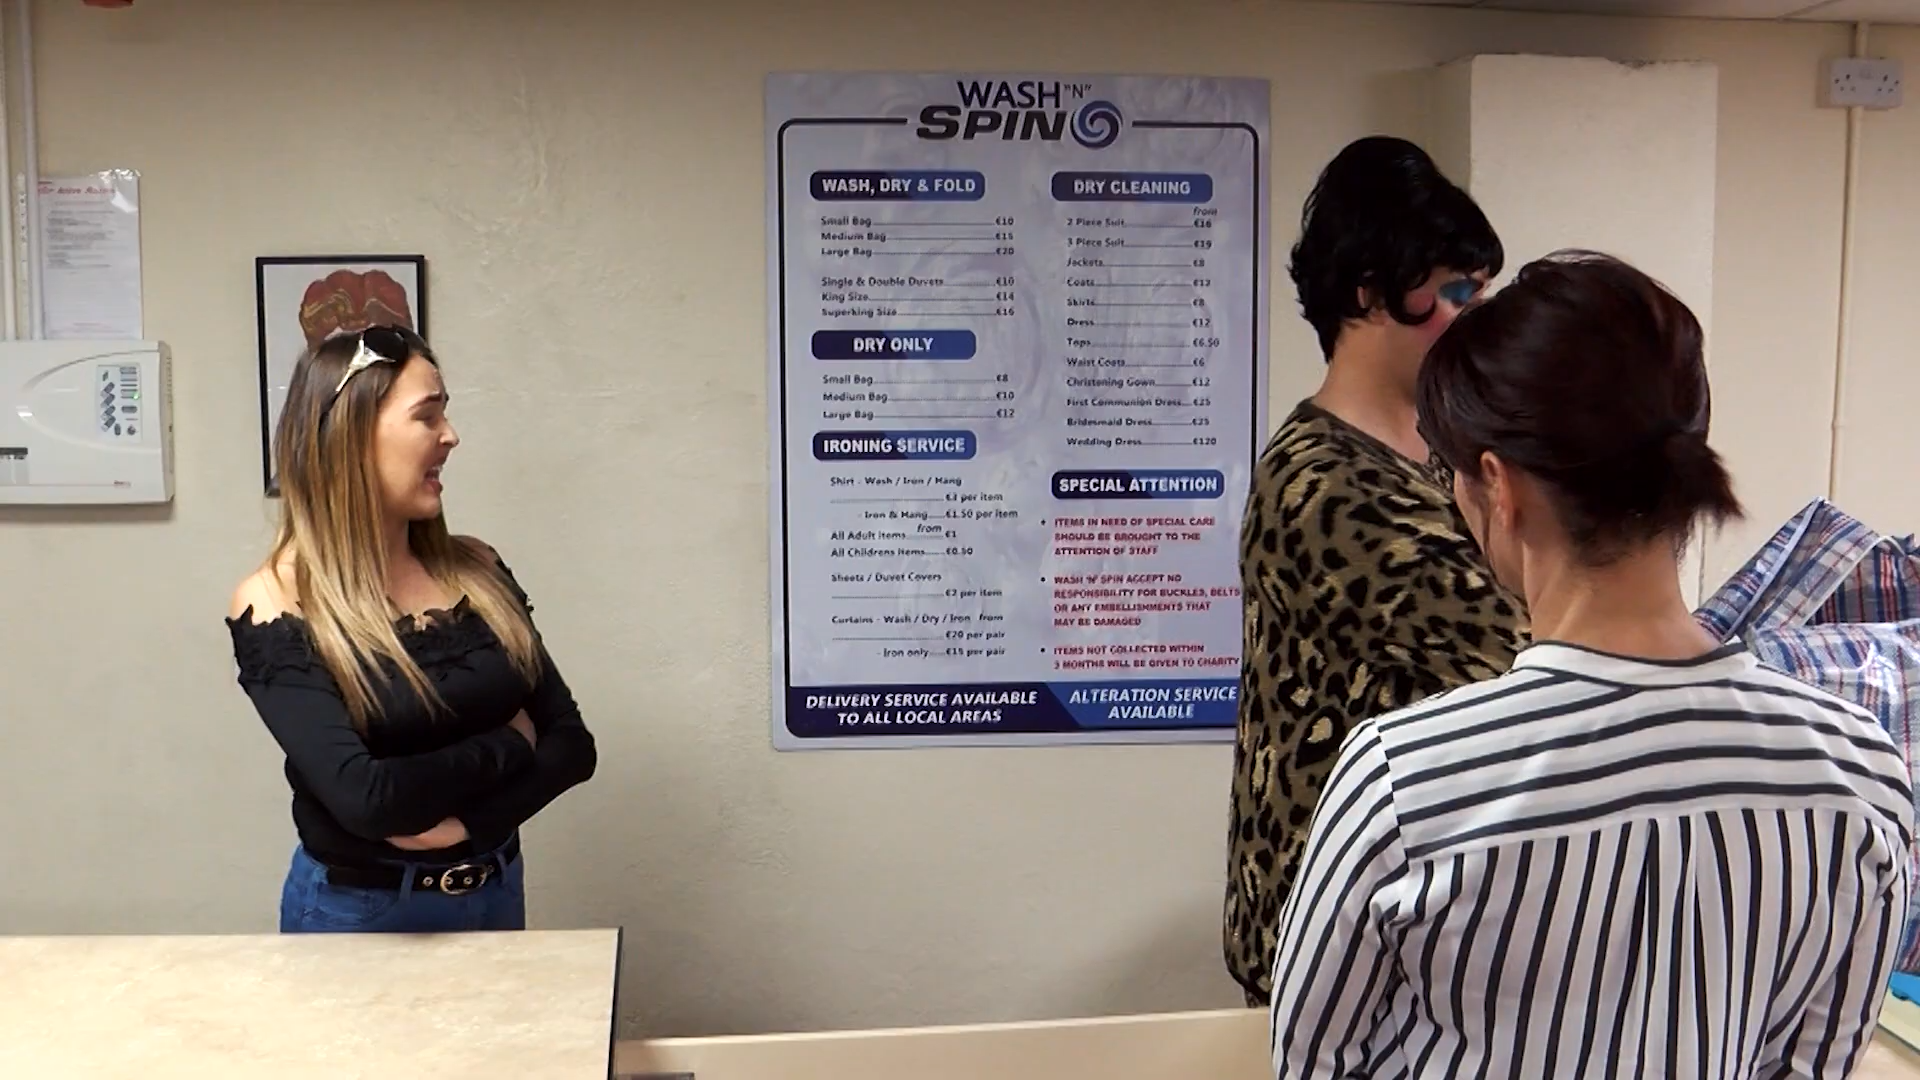 WASH "N"
SPIN
WASH, DRY & FOLD
Small Bag €10
Medium Bag €15
Large Bag €20
Single & Double Duvets €10
King Size €14
Superking Size €16
DRY ONLY
Small Bag €8
Medium Bag €10
Large Bag €12
IRONING SERVICE
Shirt - Wash / Iron / Hang
€3 per item
- Iron & Hang €1.50 per item
from
All Adult Items €1
All Childrens Items €0.50
Sheets / Duvet Covers
€2 per item
Curtains - Wash / Dry / Iron from
€20 per pair
- Iron only €15 per pair
DRY CLEANING
from
2 Piece Suit €16
3 Piece Suit €19
Jackets €8
Coats €12
Skirts €8
Dress €12
Tops €6.50
Waist Coats €6
Christening Gown €12
First Communion Dress €25
Bridesmaid Dress €25
Wedding Dress €120
SPECIAL ATTENTION
• ITEMS IN NEED OF SPECIAL CARE
SHOULD BE BROUGHT TO THE
ATTENTION OF STAFF
• WASH 'N' SPIN ACCEPT NO
RESPONSIBILITY FOR BUCKLES, BELTS
OR ANY EMBELLISHMENTS THAT
MAY BE DAMAGED
• ITEMS NOT COLLECTED WITHIN
3 MONTHS WILL BE GIVEN TO CHARITY
DELIVERY SERVICE AVAILABLE
TO ALL LOCAL AREAS
ALTERATION SERVICE
AVAILABLE